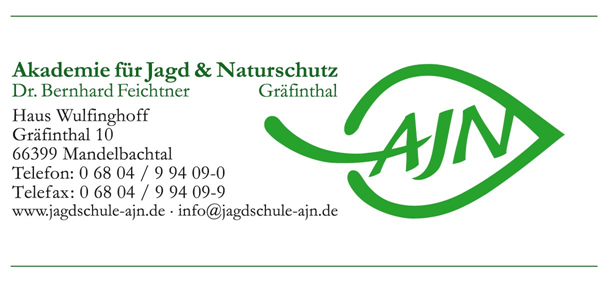 Akademie für Jagd & Naturschutz
Dr. Bernhard Feichtner Gräfinthal
Haus Wulfinghoff
Gräfinthal 10
66399 Mandelbachtal
Telefon: 0 68 04 / 9 94 09-0
Telefax: 0 68 04 / 9 94 09-9
www.jagdschule-ajn.de · info@jagdschule-ajn.de
AJN